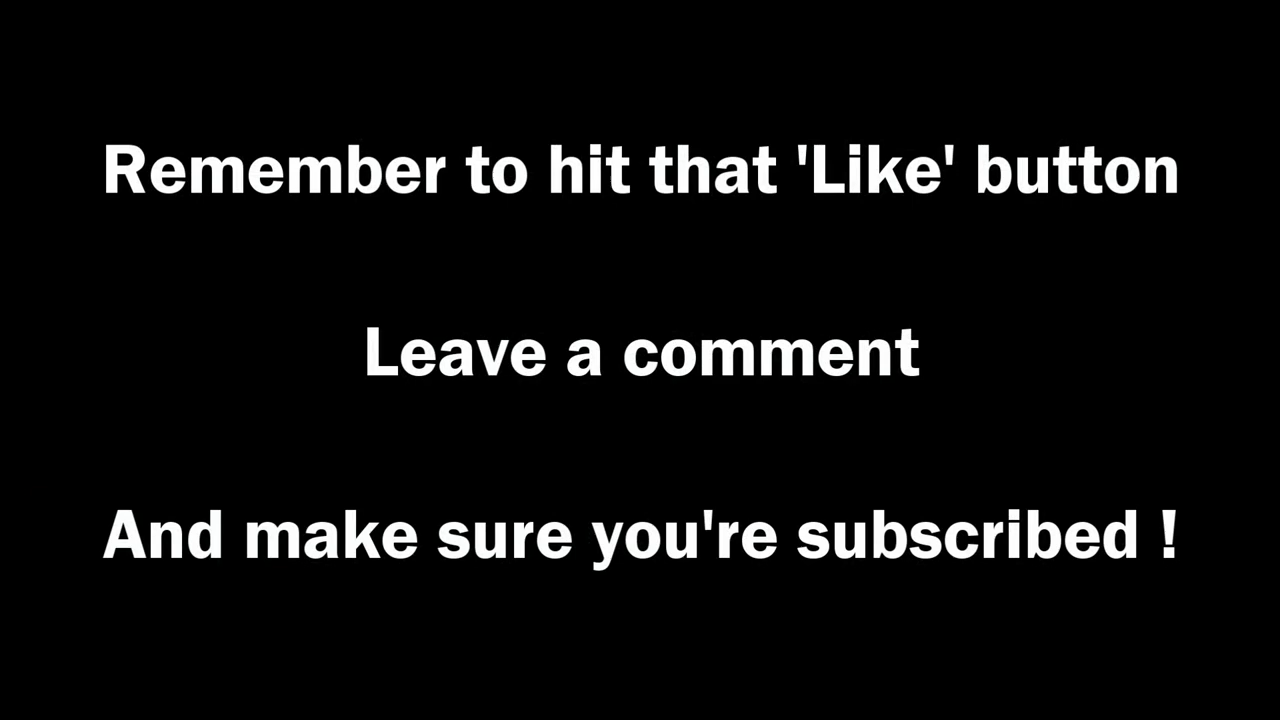 Remember to hit that 'Like' button
Leave a comment
And make sure you're subscribed !